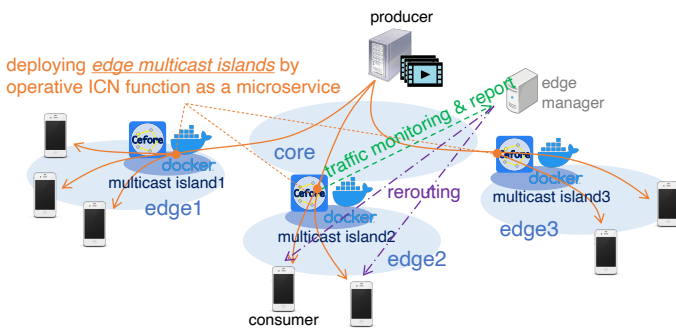 producer
deploying edge multicast islands by
operative ICN function as a microservice
edge
manager
traffic monitoring & report
core
rerouting
Cefore
docker
multicast island1
edge1
Cefore
docker
multicast island2
edge2
Cefore
docker
multicast island3
edge3
consumer